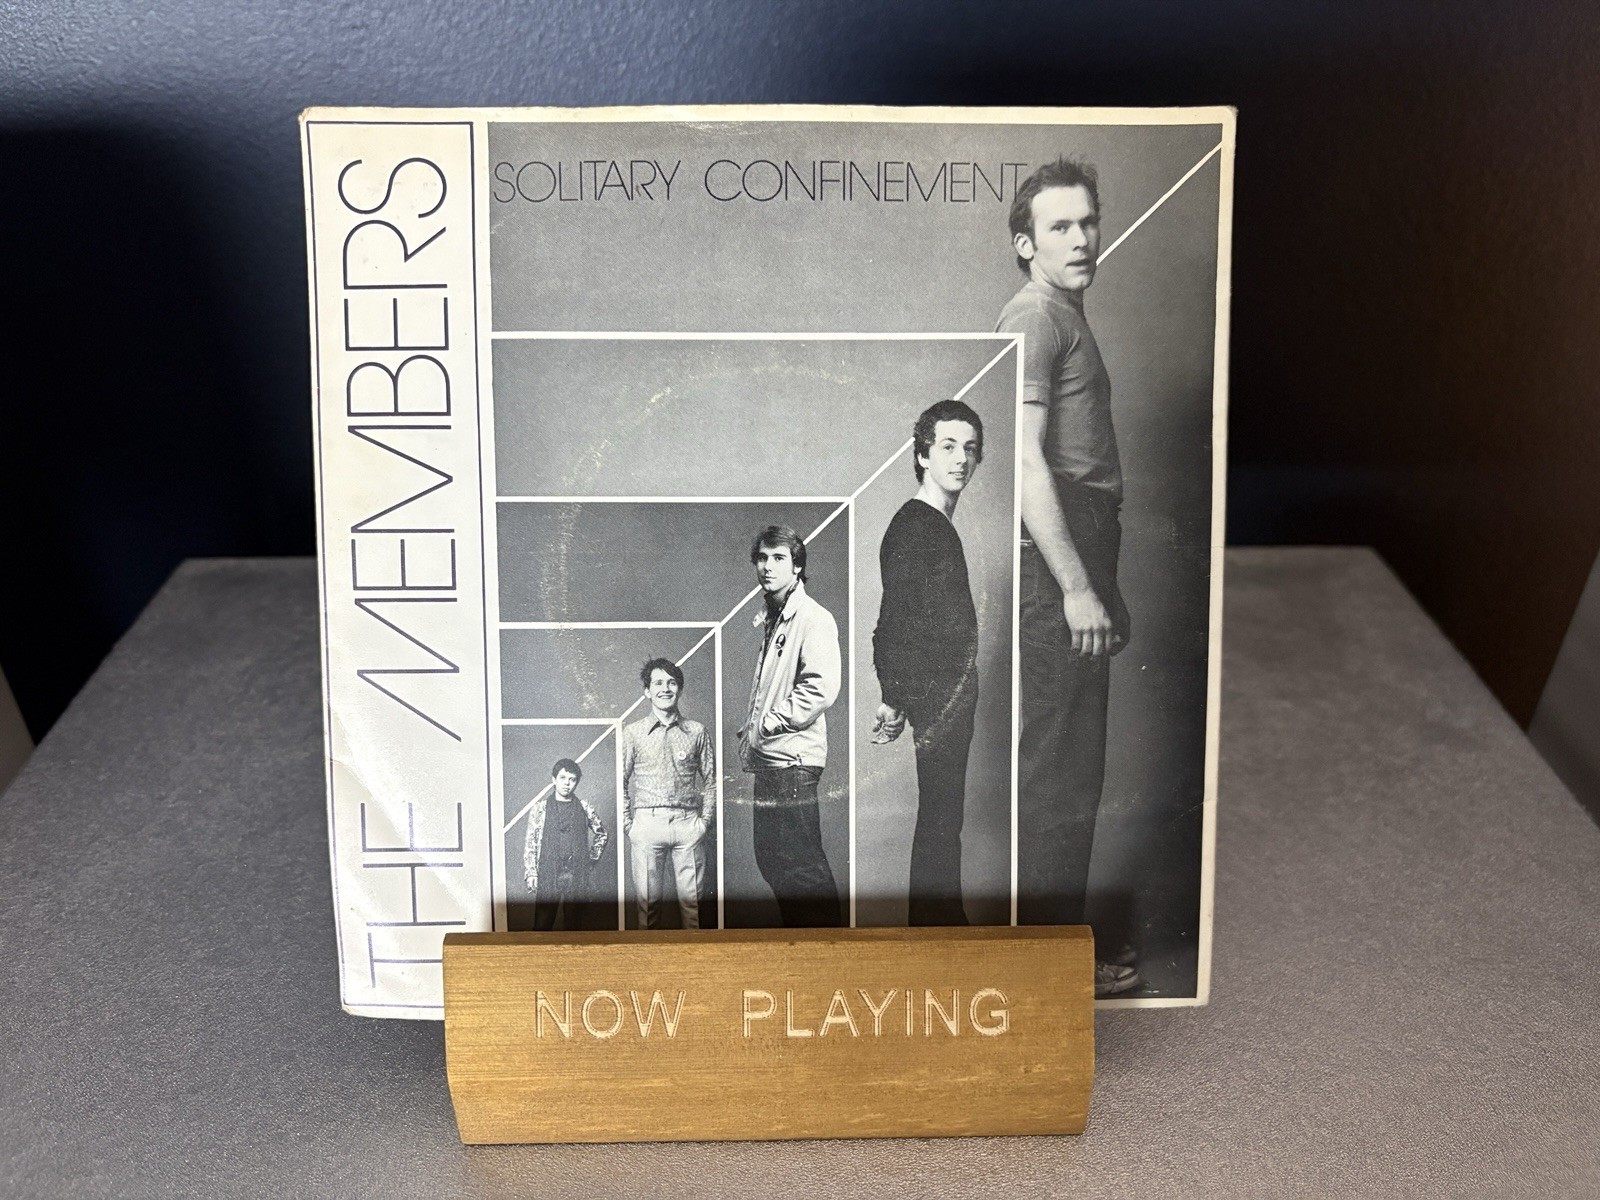 THE MEMBERS
SOLITARY CONFINEMENT
NOW PLAYING